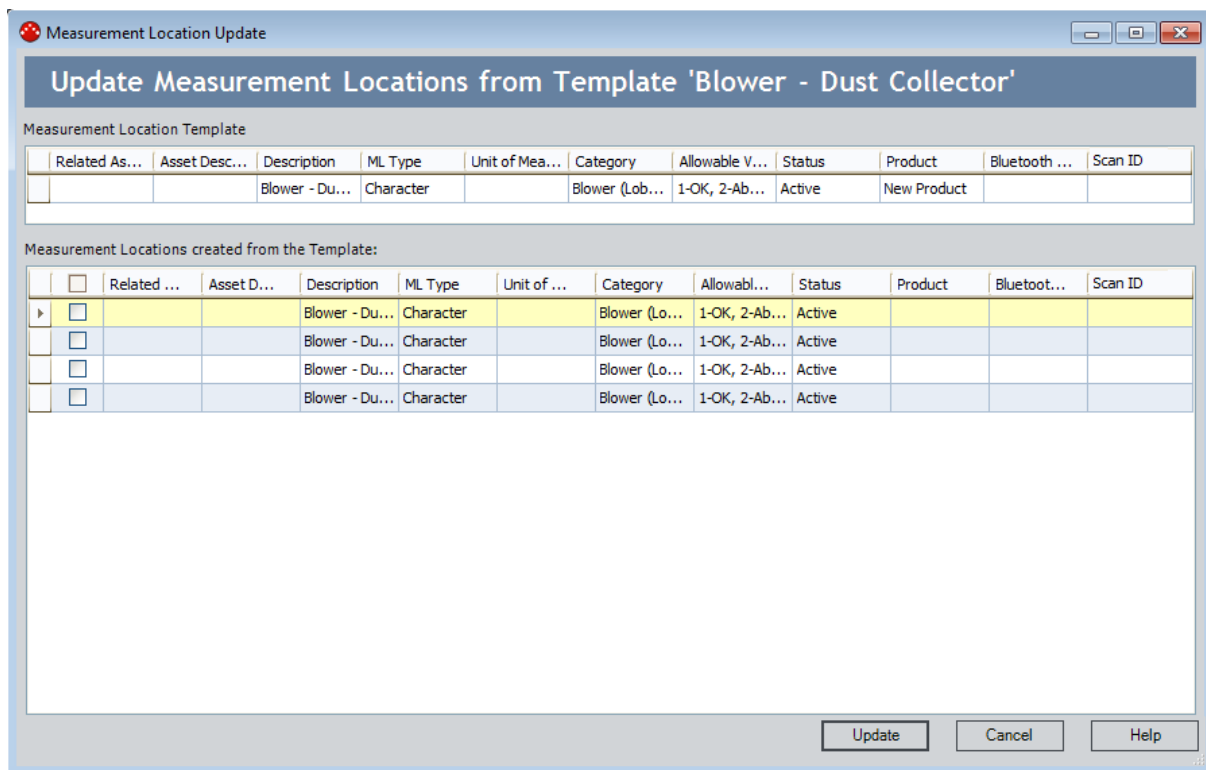 Measurement Location Update
Update Measurement Locations from Template 'Blower - Dust Collector'
Measurement Location Template
Related As... Asset Desc... Description ML Type Unit of Mea... Category Allowable V... Status Product Bluetooth ... Scan ID
Blower - Du... Character Blower (Lob... 1-OK, 2-Ab... Active New Product
Measurement Locations created from the Template:
Related ... Asset D... Description ML Type Unit of ... Category Allowabl... Status Product Bluetoot... Scan ID
Blower - Du... Character Blower (Lo... 1-OK, 2-Ab... Active
Blower - Du... Character Blower (Lo... 1-OK, 2-Ab... Active
Blower - Du... Character Blower (Lo... 1-OK, 2-Ab... Active
Blower - Du... Character Blower (Lo... 1-OK, 2-Ab... Active
Update Cancel Help